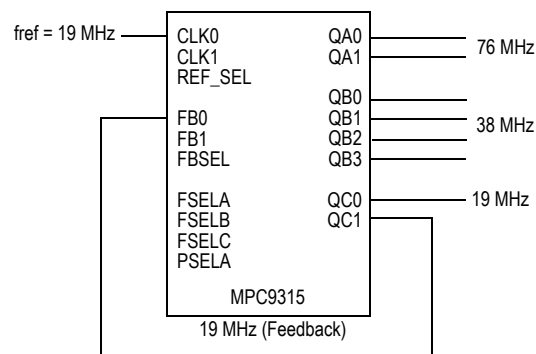 fref = 19 MHz
CLK0
CLK1
REF_SEL
FB0
FB1
FBSEL
FSELA
FSELB
FSELC
PSELA
QA0
QA1
QB0
QB1
QB2
QB3
QC0
QC1
76 MHz
38 MHz
19 MHz
MPC9315
19 MHz (Feedback)